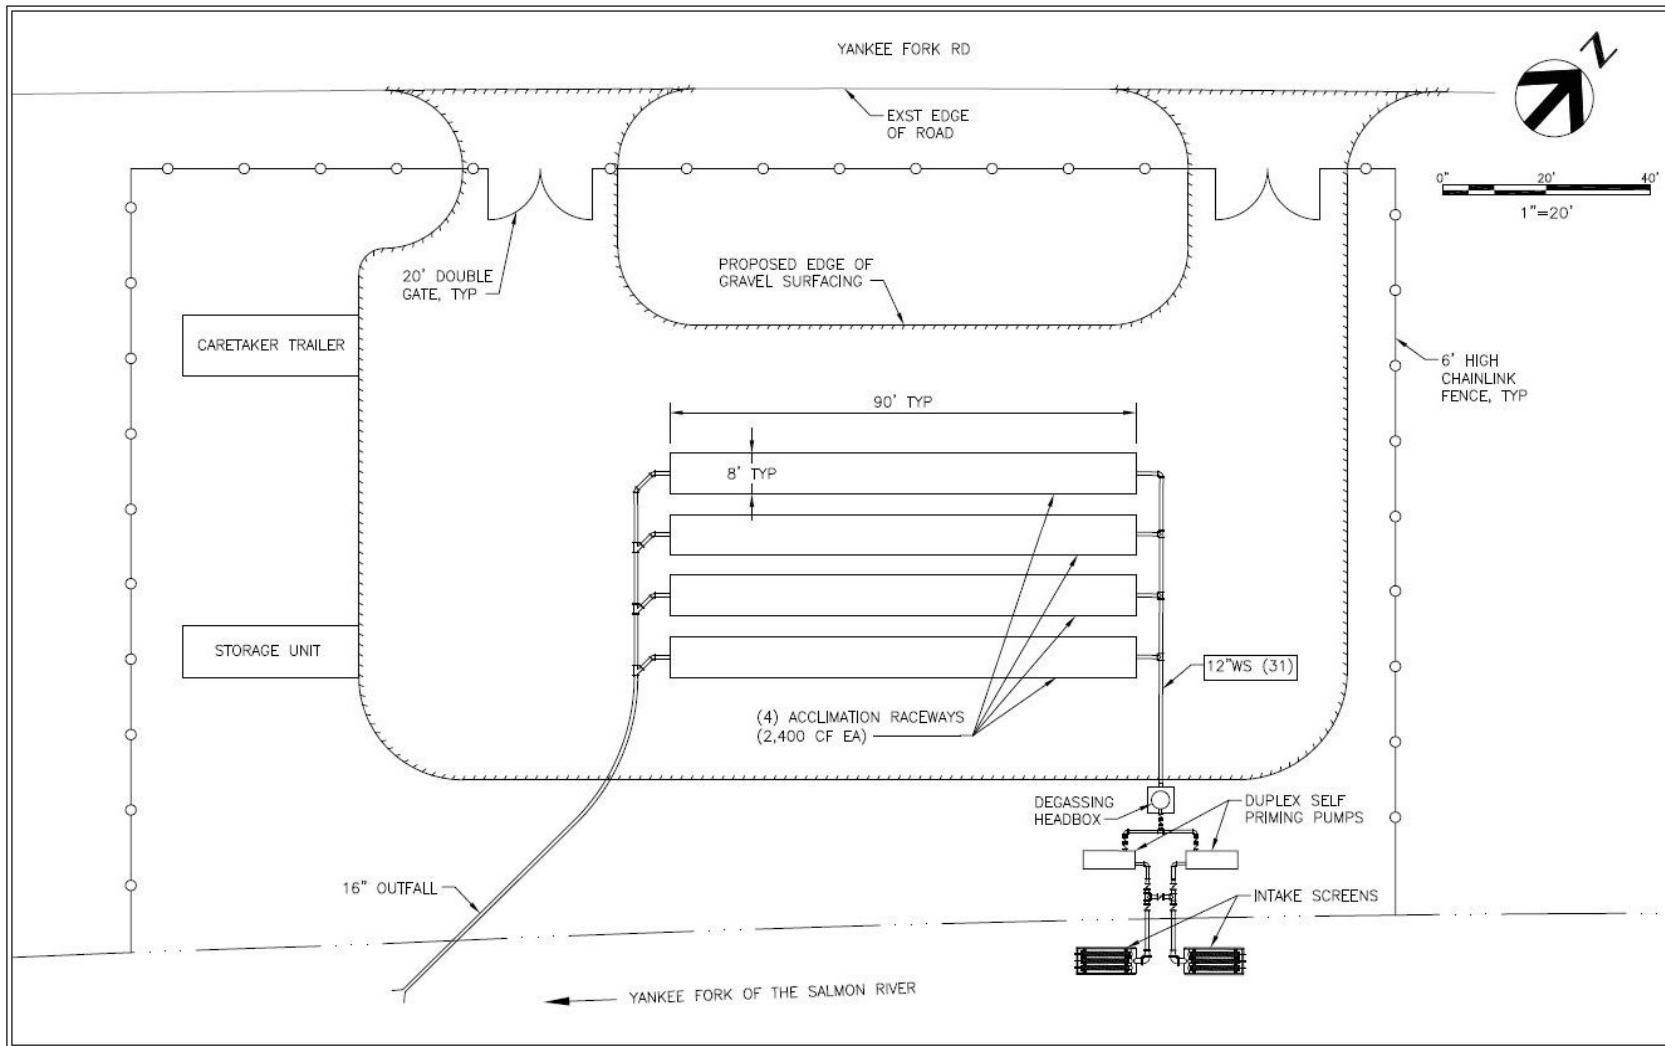 YANKEE FORK RD
N
EXST EDGE
OF ROAD
0" 20' 40'
1"=20'
20' DOUBLE
GATE, TYP
PROPOSED EDGE OF
GRAVEL SURFACING
CARETAKER TRAILER
6' HIGH
CHAINLINK
FENCE, TYP
90' TYP
8' TYP
STORAGE UNIT
12"WS (31)
(4) ACCLIMATION RACEWAYS
(2,400 CF EA)
DEGASSING
HEADBOX
DUPLEX SELF
PRIMING PUMPS
16" OUTFALL
INTAKE SCREENS
YANKEE FORK OF THE SALMON RIVER